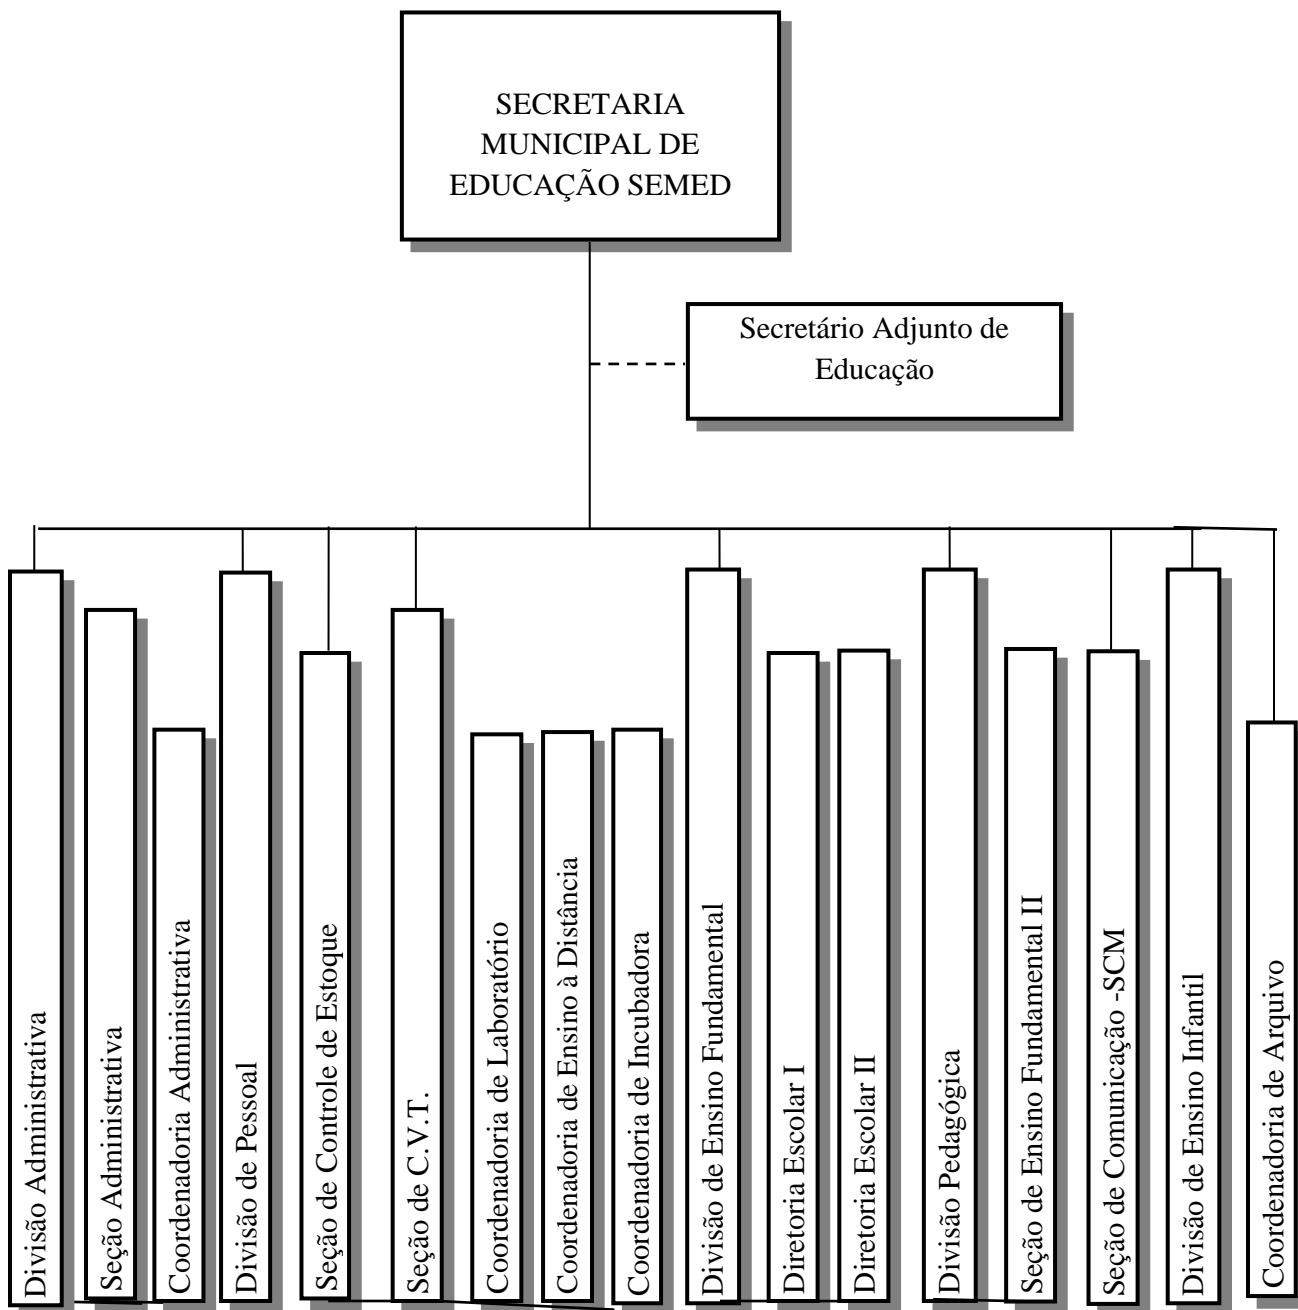 SECRETARIA
MUNICIPAL DE
EDUCAÇÃO SEMED
Secretário Adjunto de
Educação
Divisão Administrativa
Seção Administrativa
Coordenadoria Administrativa
Divisão de Pessoal
Seção de Controle de Estoque
Seção de C.V.T.
Coordenadoria de Laboratório
Coordenadoria de Ensino à Distância
Coordenadoria de Incubadora
Divisão de Ensino Fundamental
Diretoria Escolar I
Diretoria Escolar II
Divisão Pedagógica
Seção de Ensino Fundamental II
Seção de Comunicação -SCM
Divisão de Ensino Infantil
Coordenadoria de Arquivo